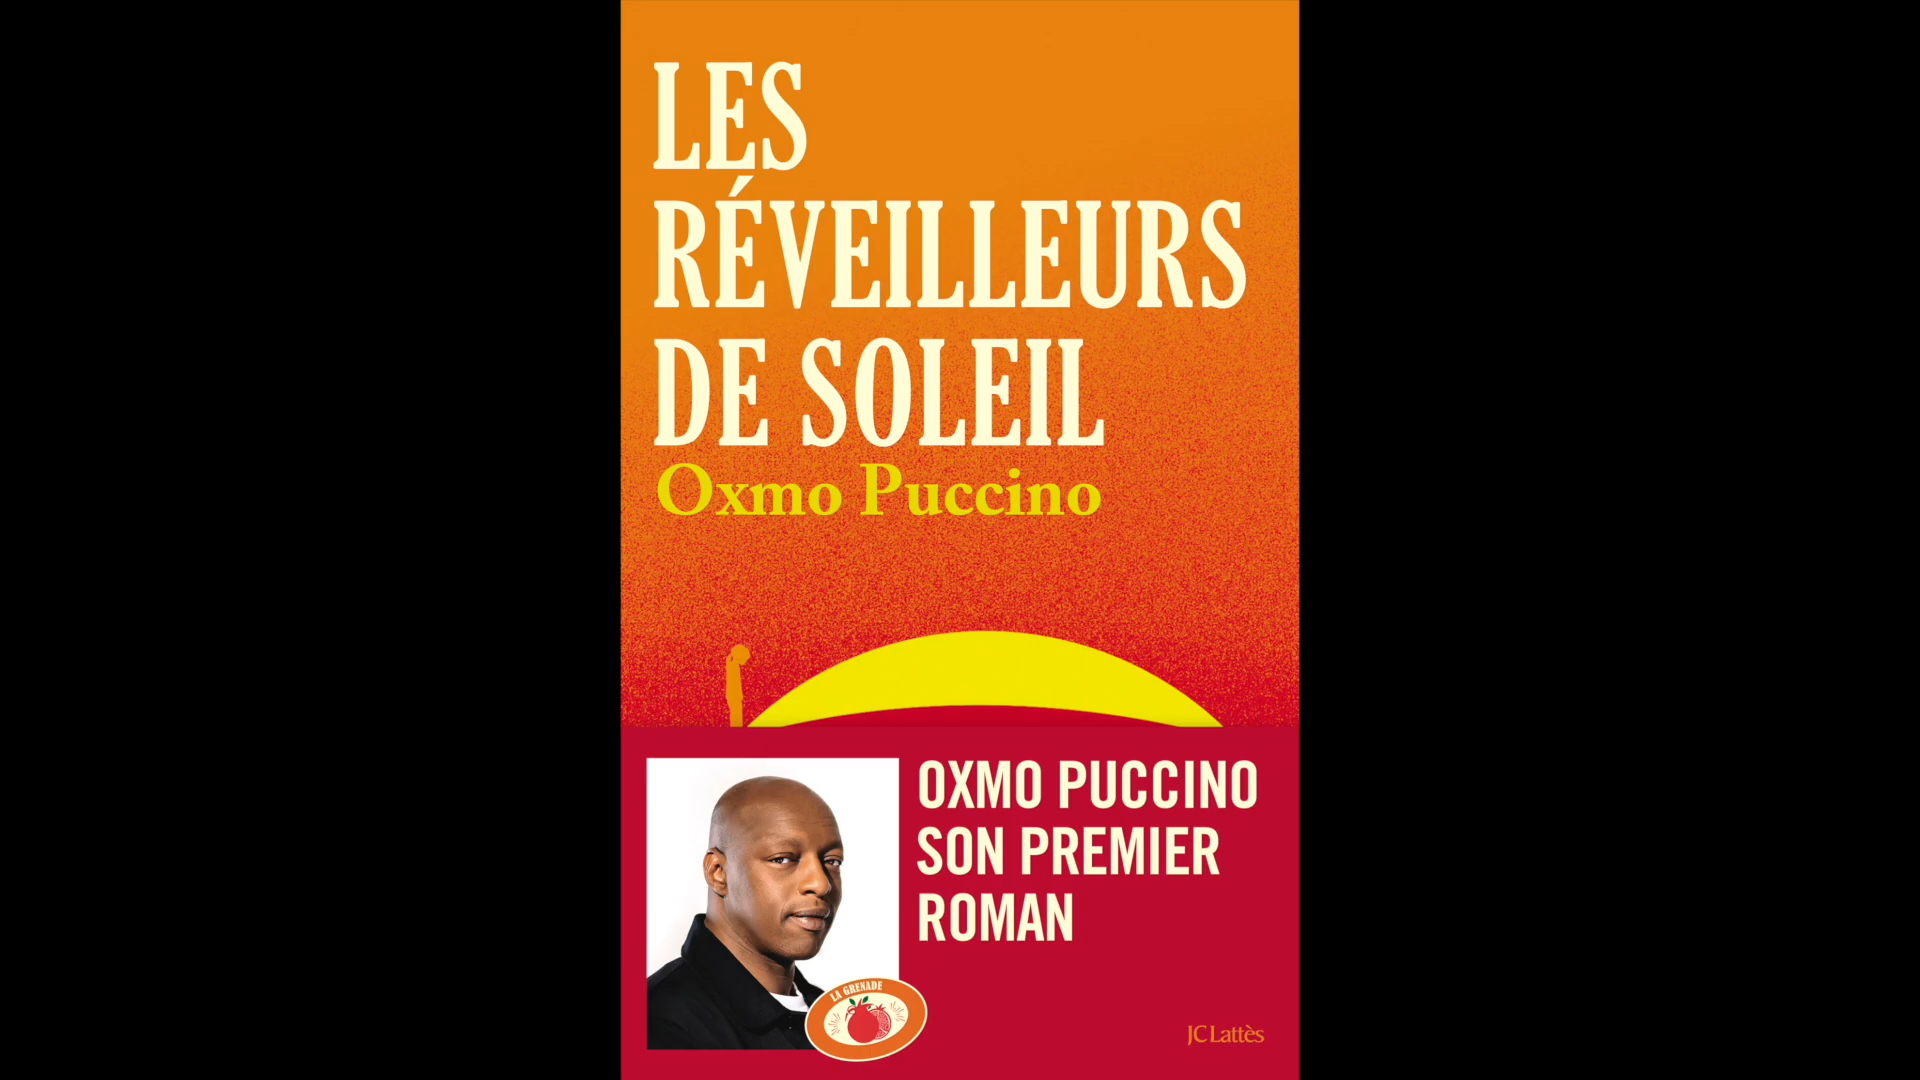 LES
RÉVEILLEURS
DE SOLEIL
Oxmo Puccino
OXMO PUCCINO
SON PREMIER
ROMAN
LA GRENADE
JC Lattès